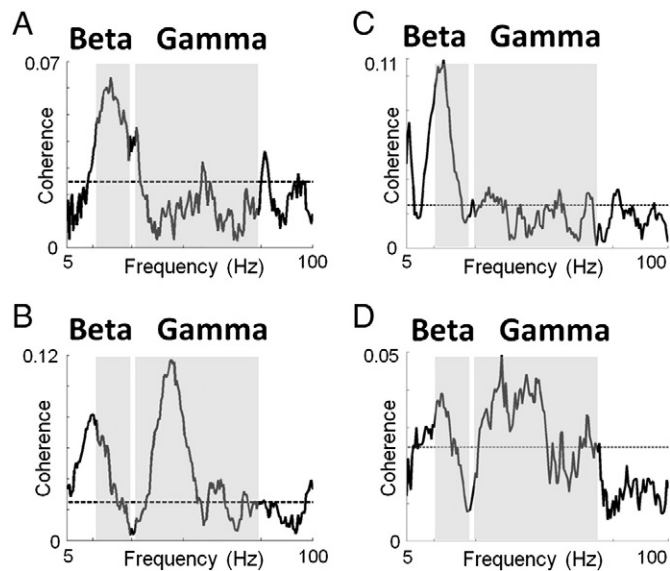 A
Beta Gamma
0.07
Coherence
0
5 Frequency (Hz) 100
B
Beta Gamma
0.12
Coherence
0
5 Frequency (Hz) 100
C
Beta Gamma
0.11
Coherence
0
5 Frequency (Hz) 100
D
Beta Gamma
0.05
Coherence
0
5 Frequency (Hz) 100